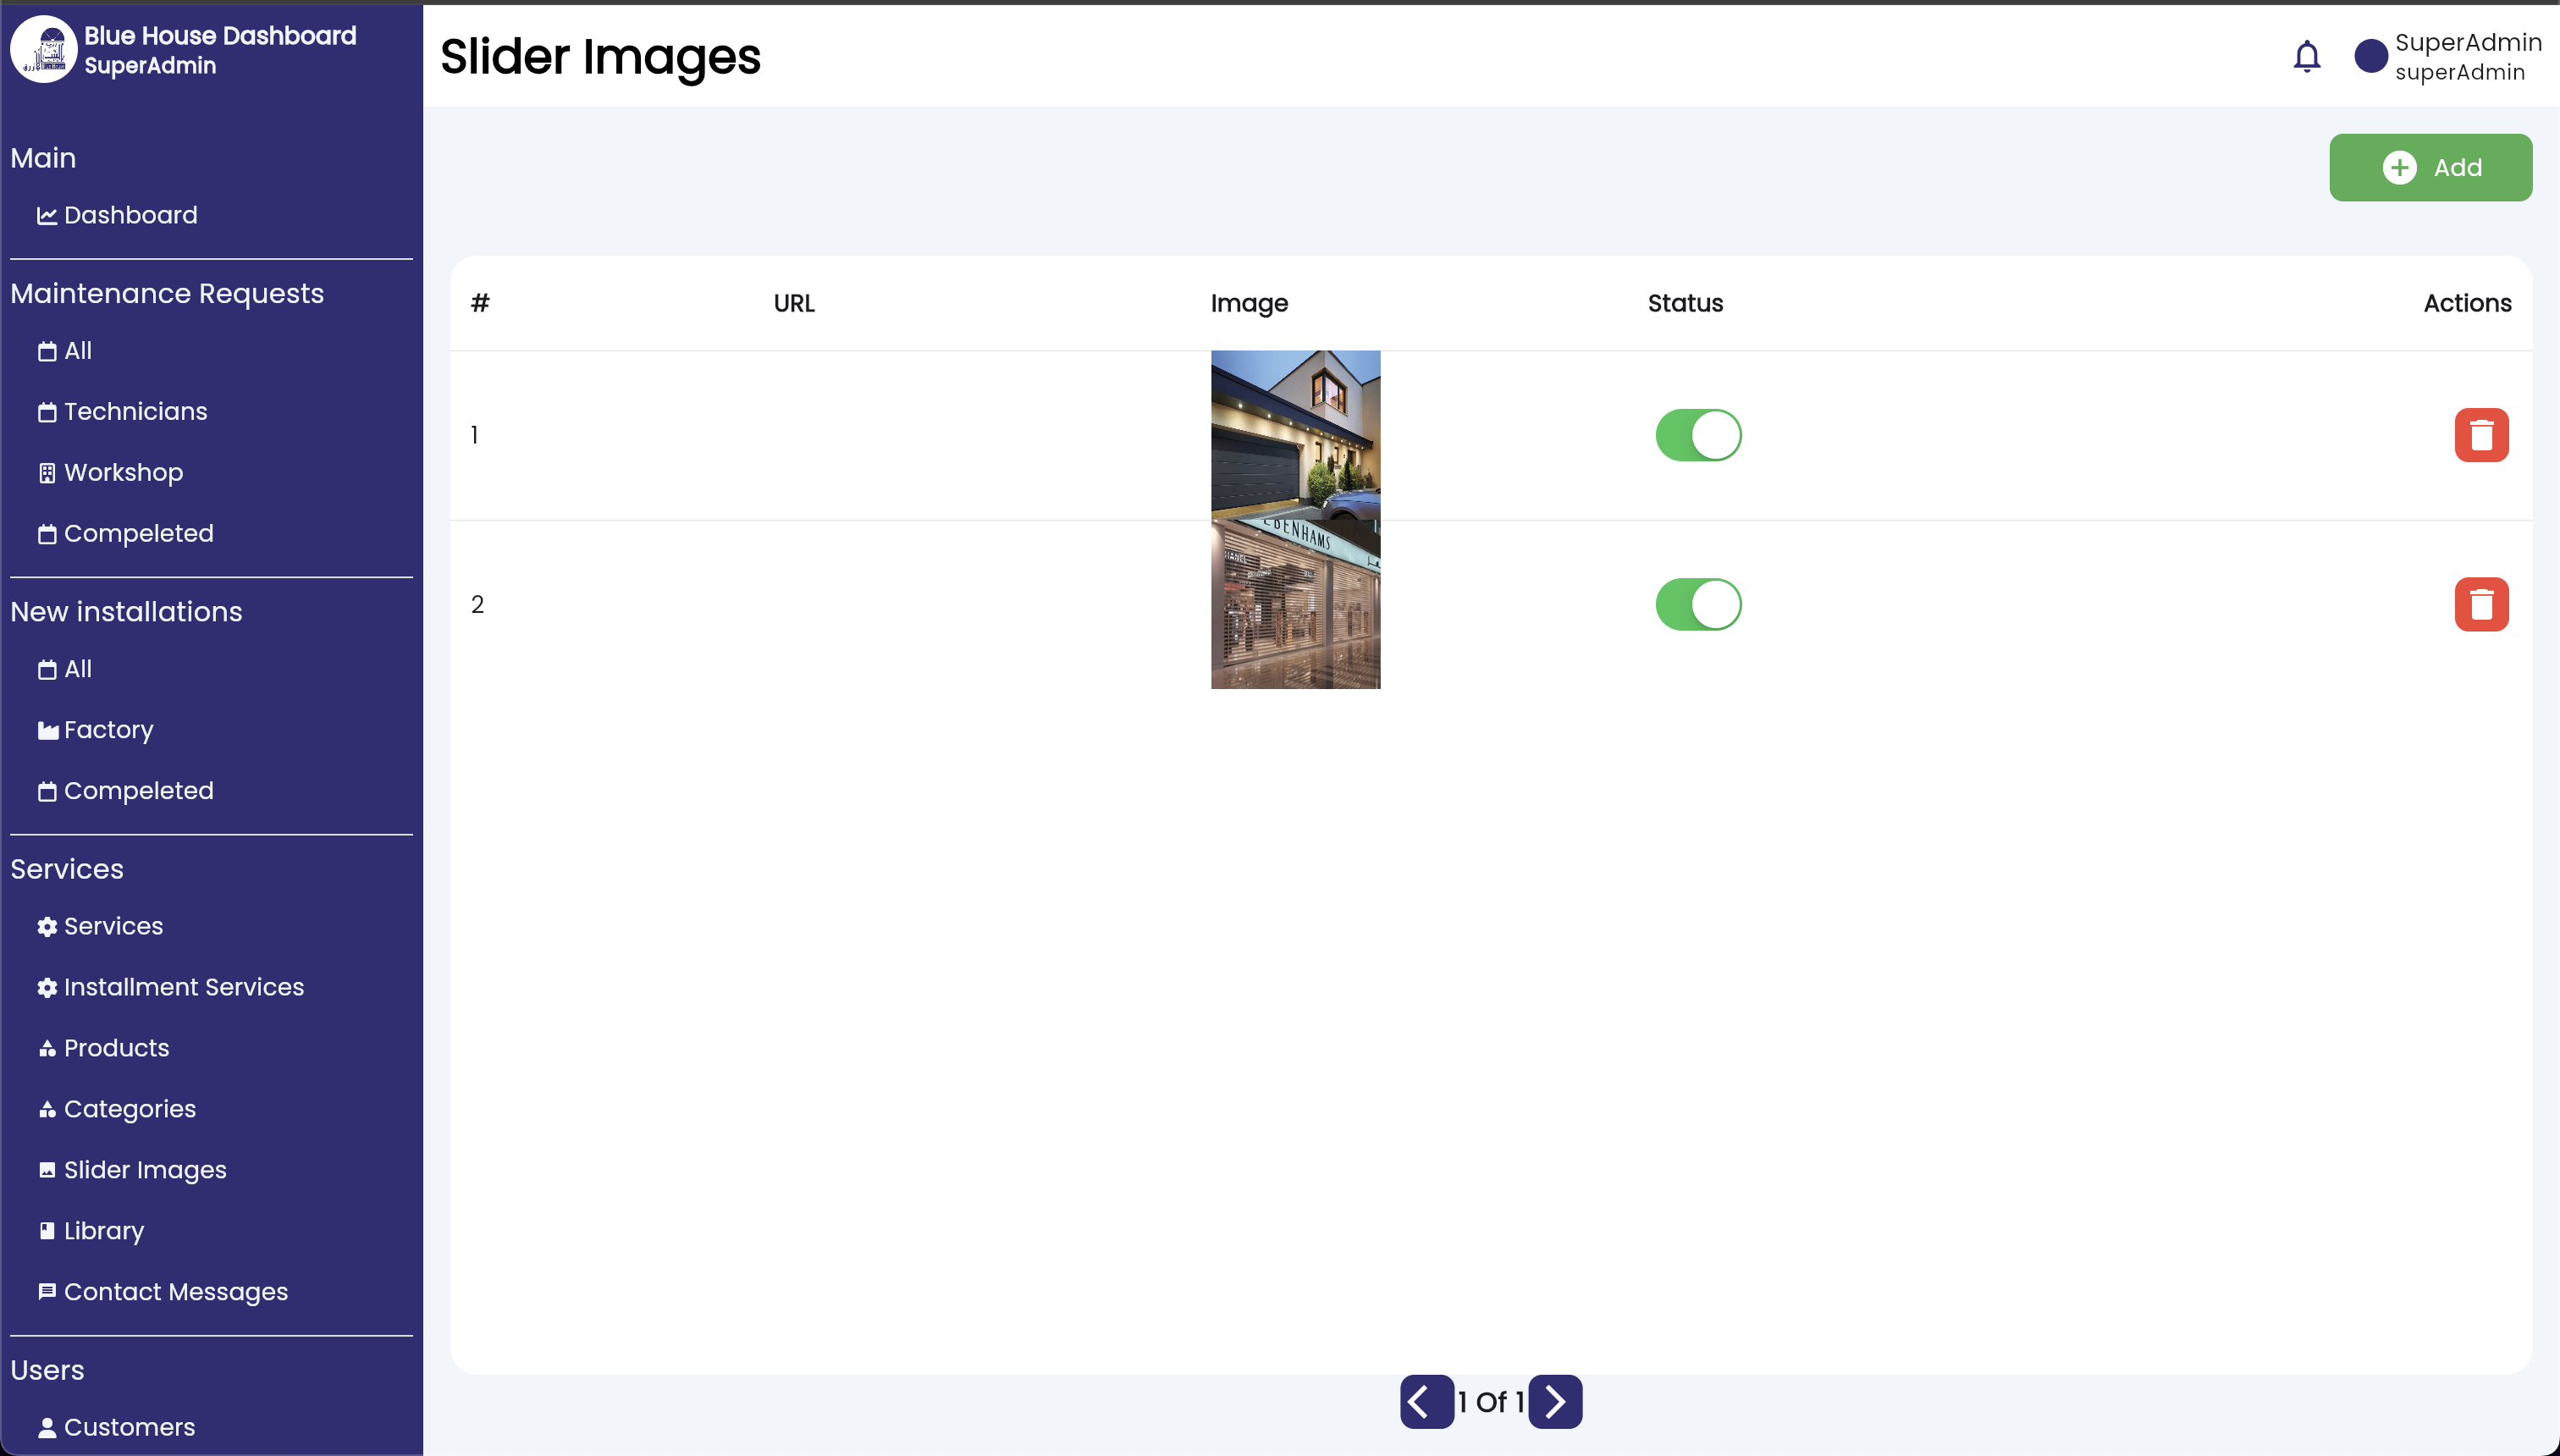 Blue House Dashboard
SuperAdmin
Main
Dashboard
Maintenance Requests
All
Technicians
Workshop
Compeleted
New installations
All
Factory
Compeleted
Services
Services
Installment Services
Products
Categories
Slider Images
Library
Contact Messages
Users
Customers
Slider Images
SuperAdmin
superAdmin
Add
# URL Image Status Actions
1
EBENHAMS
2
1 Of 1